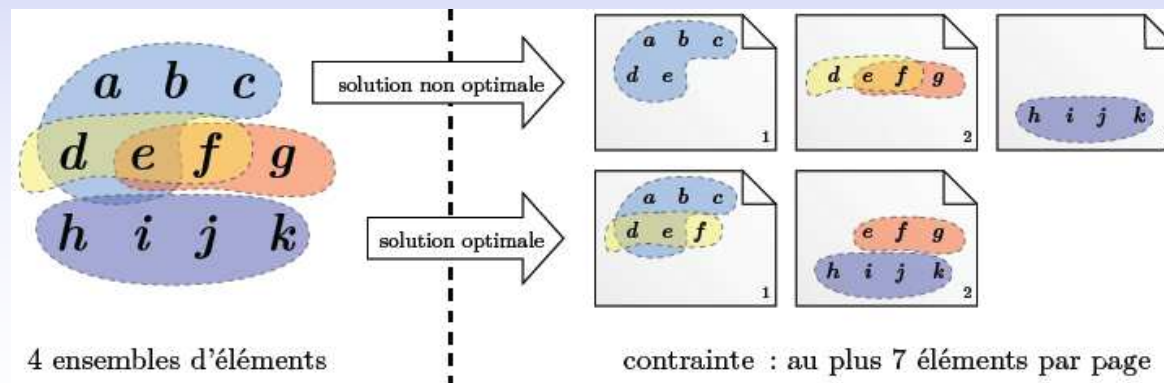 a b c
d e f g
h i j k
4 ensembles d'éléments
solution non optimale
a b c
d e
1
d e f g
2
h i j k
solution optimale
a b c
d e f
1
e f g
h i j k
2
contrainte : au plus 7 éléments par page